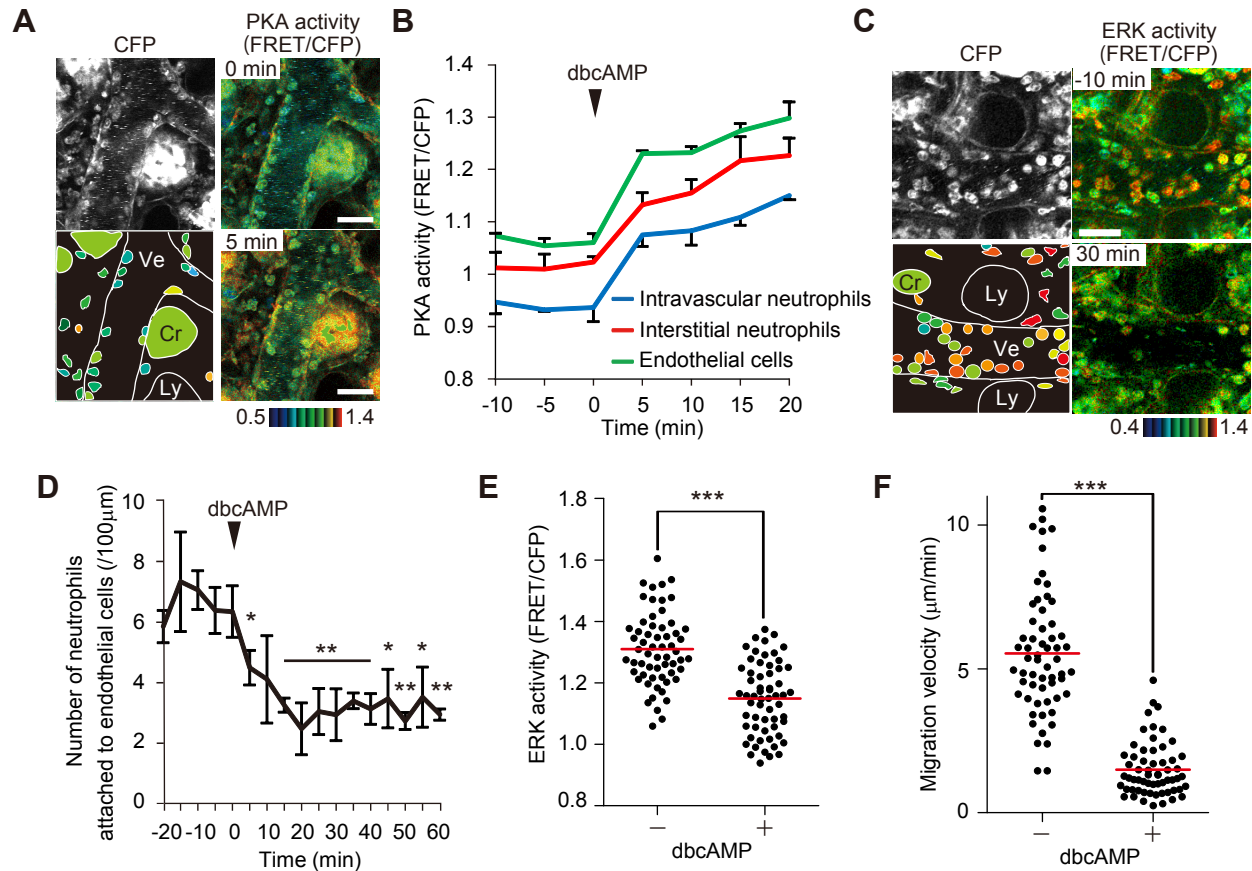 A
CFP
PKA activity
(FRET/CFP)
0 min
5 min
Ve
Cr
Ly
0.5
1.4
B
dbcAMP
PKA activity (FRET/CFP)
1.4
1.3
1.2
1.1
1
0.9
0.8
Intravascular neutrophils
Interstitial neutrophils
Endothelial cells
-10
-5
0
5
10
15
20
Time (min)
C
CFP
ERK activity
(FRET/CFP)
-10 min
30 min
Cr
Ly
Ve
Ly
0.4
1.4
D
dbcAMP
Number of neutrophils
attached to endothelial cells (/100μm)
10
8
6
4
2
0
*
**
*
**
*
**
-20
-10
0
10
20
30
40
50
60
Time (min)
E
ERK activity (FRET/CFP)
1.8
1.6
1.4
1.2
1.0
0.8
***
− +
dbcAMP
F
Migration velocity (μm/min)
10
5
0
***
− +
dbcAMP